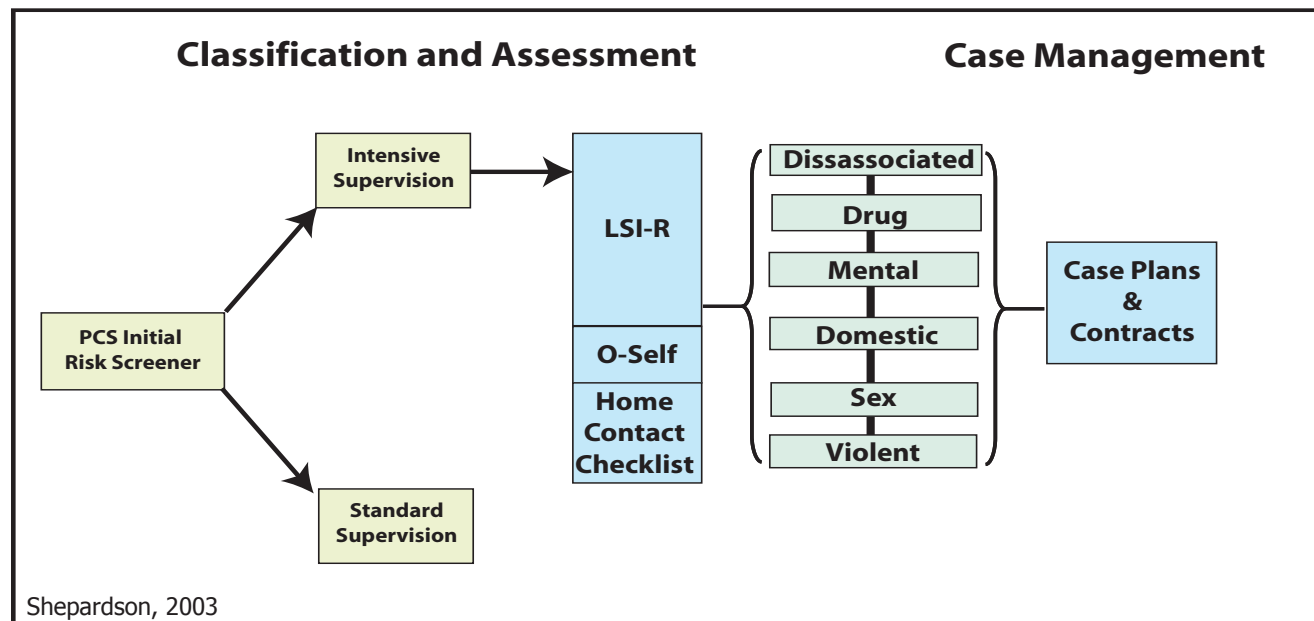 Classification and Assessment
Case Management
PCS Initial
Risk Screener
Intensive
Supervision
Standard
Supervision
LSI-R
O-Self
Home
Contact
Checklist
Dissassociated
Drug
Mental
Domestic
Sex
Violent
Case Plans
&
Contracts
Shepardson, 2003